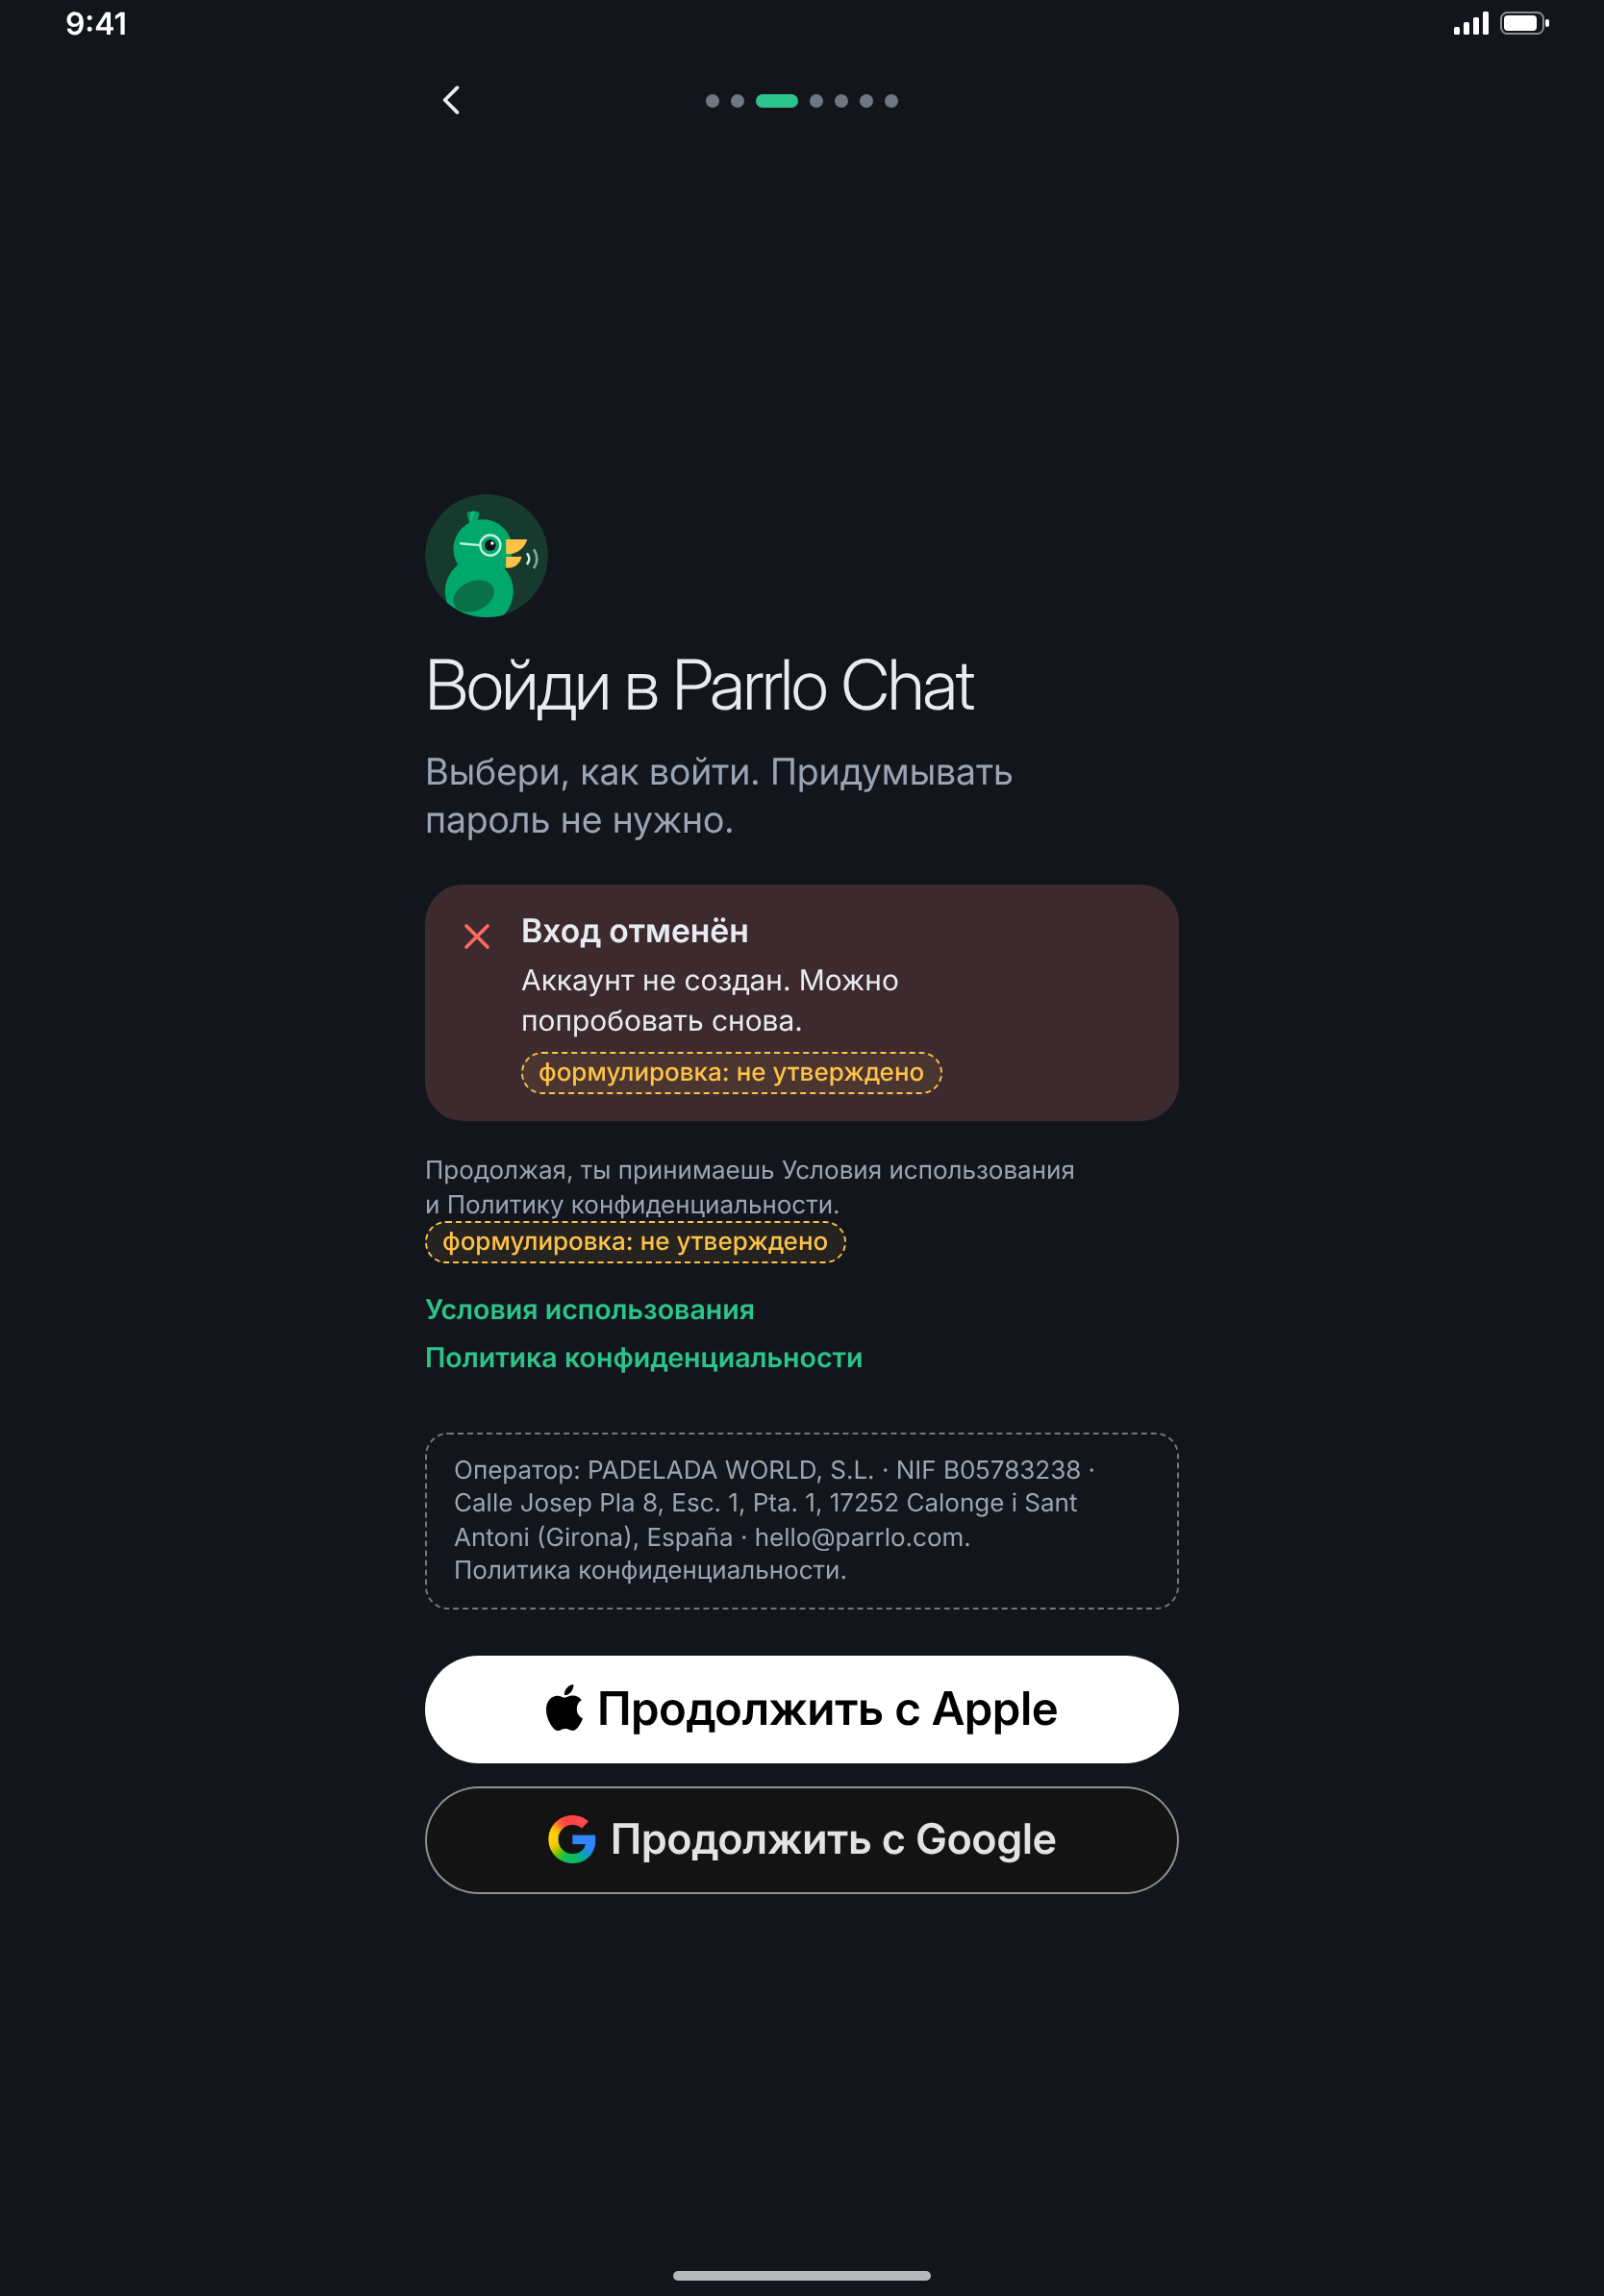 9:41
Войди в Parrlo Chat
Выбери, как войти. Придумывать
пароль не нужно.
Вход отменён
Аккаунт не создан. Можно
попробовать снова.
формулировка: не утверждено
Продолжая, ты принимаешь Условия использования
и Политику конфиденциальности.
формулировка: не утверждено
Условия использования
Политика конфиденциальности
Оператор: PADELADA WORLD, S.L. · NIF B05783238 ·
Calle Josep Pla 8, Esc. 1, Pta. 1, 17252 Calonge i Sant
Antoni (Girona), España · hello@parrlo.com.
Политика конфиденциальности.
Продолжить с Apple
Продолжить с Google